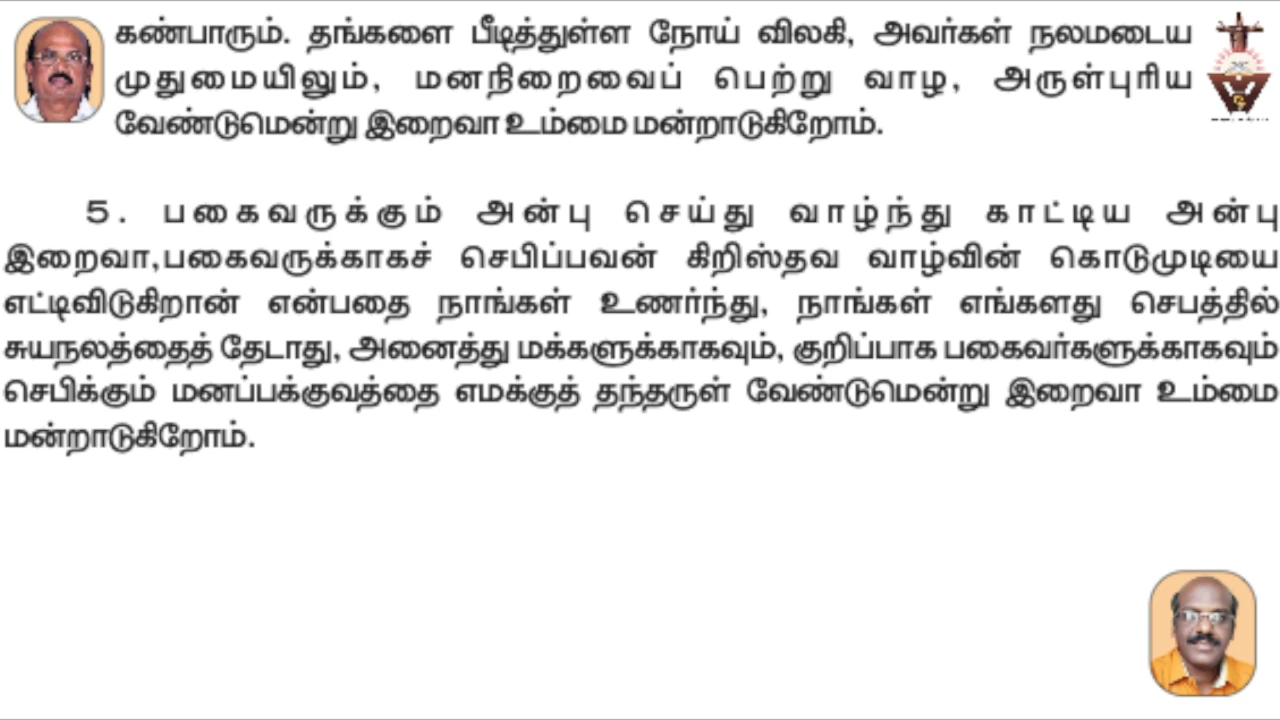 கண்பாரும். தங்களை பீடித்துள்ள நோய் விலகி, அவர்கள் நலமடைய
முதுமையிலும், மனநிறைவைப் பெற்று வாழ, அருள்புரிய
வேண்டுமென்று இறைவா உம்மை மன்றாடுகிறோம்.
5. பகைவருக்கும் அன்பு செய்து வாழ்ந்து காட்டிய அன்பு
இறைவா,பகைவருக்காகச் செபிப்பவன் கிறிஸ்தவ வாழ்வின் கொடுமுடியை
எட்டிவிடுகிறான் என்பதை நாங்கள் உணர்ந்து, நாங்கள் எங்களது செபத்தில்
சுயநலத்தைத் தேடாது, அனைத்து மக்களுக்காகவும், குறிப்பாக பகைவர்களுக்காகவும்
செபிக்கும் மனப்பக்குவத்தை எமக்குத் தந்தருள் வேண்டுமென்று இறைவா உம்மை
மன்றாடுகிறோம்.